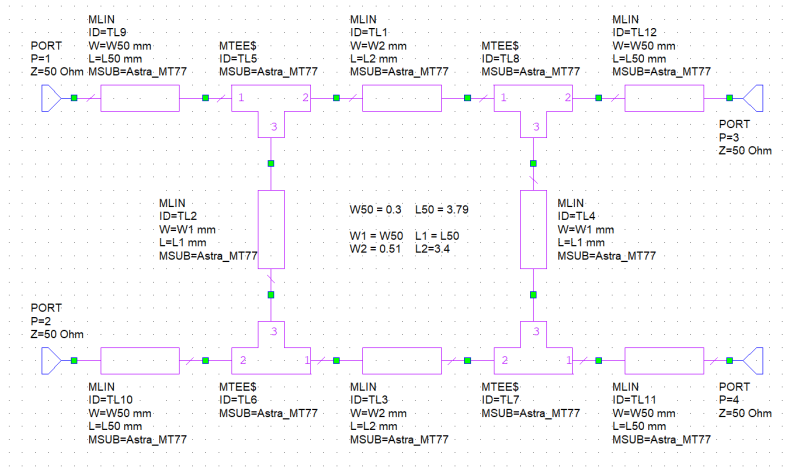 MLIN
ID=TL9
W=W50 mm
L=L50 mm
MSUB=Astra_MT77
PORT
P=1
Z=50 Ohm
MTEE$
ID=TL5
MSUB=Astra_MT77
MLIN
ID=TL1
W=W2 mm
L=L2 mm
MSUB=Astra_MT77
MTEE$
ID=TL8
MSUB=Astra_MT77
MLIN
ID=TL12
W=W50 mm
L=L50 mm
MSUB=Astra_MT77
1 2
3
1 2
3
PORT
P=3
Z=50 Ohm
MLIN
ID=TL2
W=W1 mm
L=L1 mm
MSUB=Astra_MT77
W50 = 0.3 L50 = 3.79
W1 = W50 L1 = L50
W2 = 0.51 L2=3.4
MLIN
ID=TL4
W=W1 mm
L=L1 mm
MSUB=Astra_MT77
PORT
P=2
Z=50 Ohm
3
2 1
3
2 1
MLIN
ID=TL10
W=W50 mm
L=L50 mm
MSUB=Astra_MT77
MTEE$
ID=TL6
MSUB=Astra_MT77
MLIN
ID=TL3
W=W2 mm
L=L2 mm
MSUB=Astra_MT77
MTEE$
ID=TL7
MSUB=Astra_MT77
MLIN
ID=TL11
W=W50 mm
L=L50 mm
MSUB=Astra_MT77
PORT
P=4
Z=50 Ohm